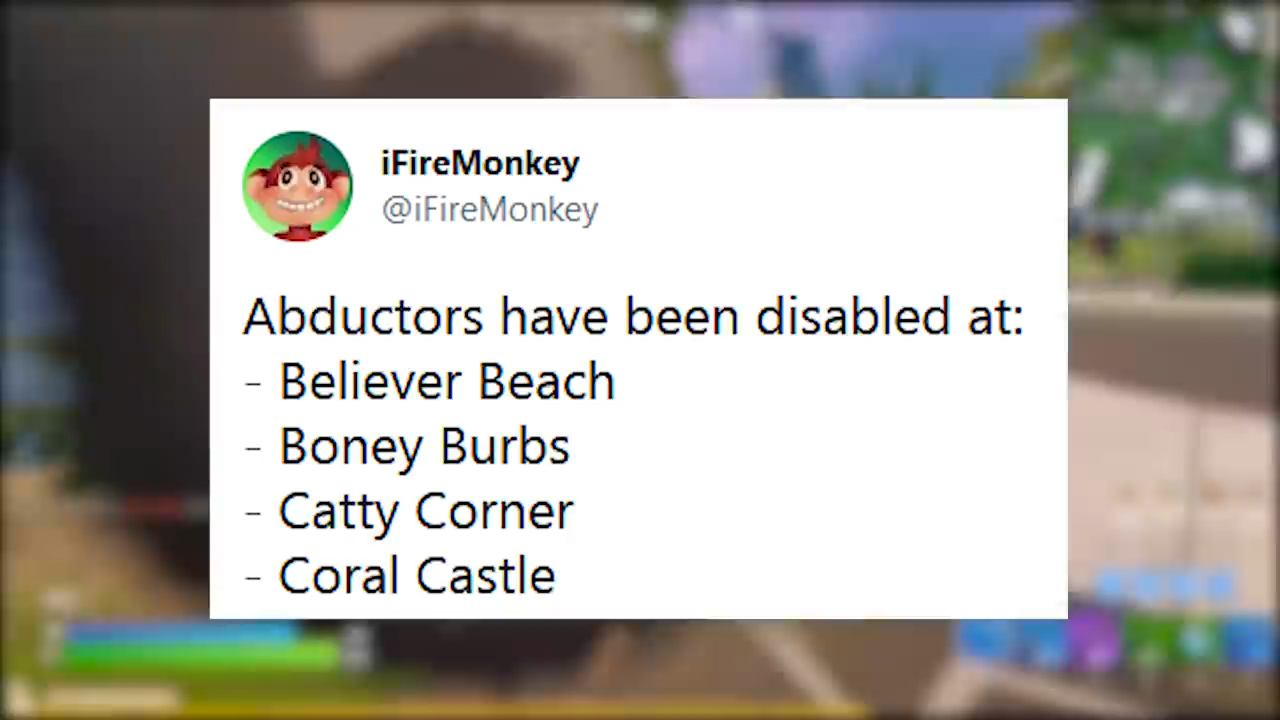 iFireMonkey
@iFireMonkey
Abductors have been disabled at:
- Believer Beach
- Boney Burbs
- Catty Corner
- Coral Castle